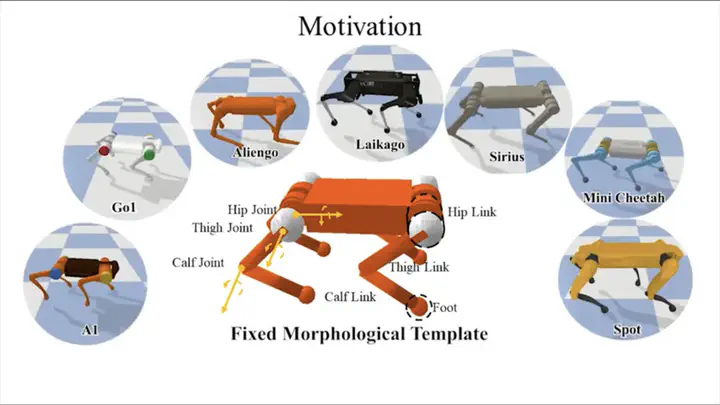 Motivation
Aliengo
Laikago
Sirius
Go1
Mini Cheetah
A1
Spot
Hip Joint
Thigh Joint
Calf Joint
Hip Link
Thigh Link
Calf Link
Foot
Fixed Morphological Template